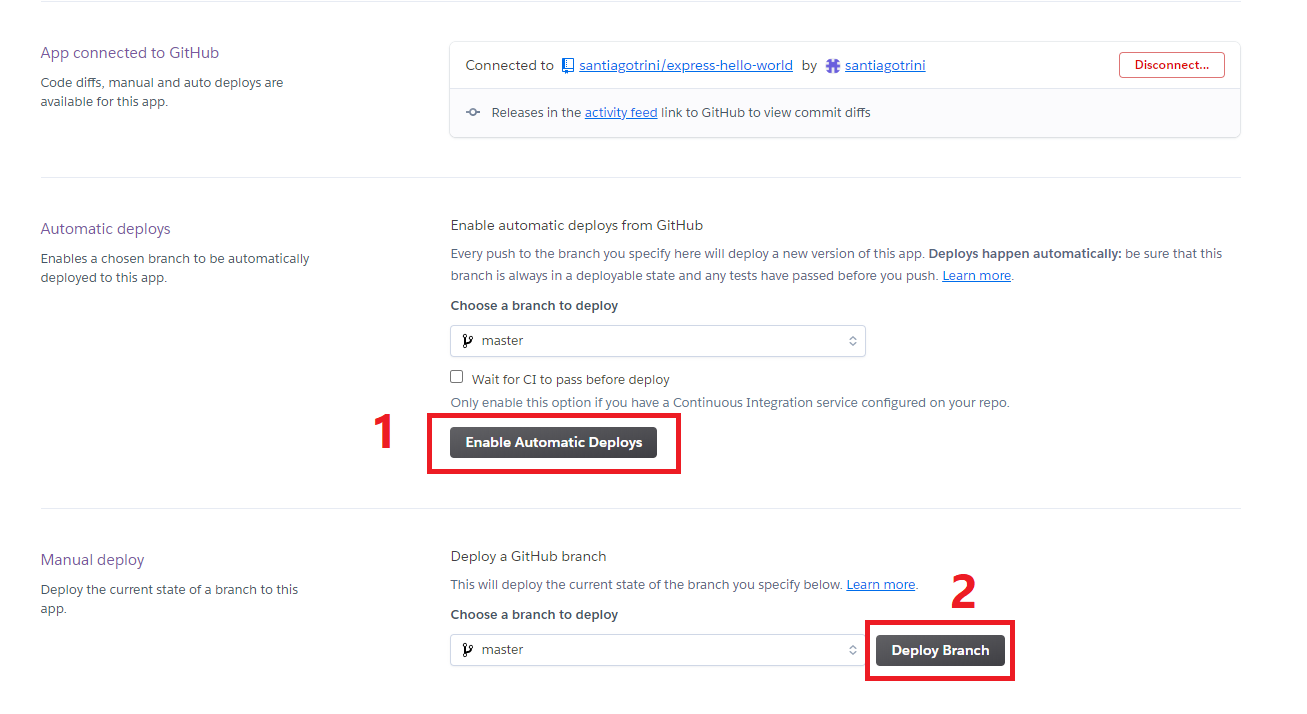 App connected to GitHub
Code diffs, manual and auto deploys are
available for this app.
Connected to santiagotrini/express-hello-world by santiagotrini
Disconnect...
Releases in the activity feed link to GitHub to view commit diffs
Automatic deploys
Enables a chosen branch to be automatically
deployed to this app.
Enable automatic deploys from GitHub
Every push to the branch you specify here will deploy a new version of this app. Deploys happen automatically: be sure that this
branch is always in a deployable state and any tests have passed before you push. Learn more.
Choose a branch to deploy
master
Wait for CI to pass before deploy
Only enable this option if you have a Continuous Integration service configured on your repo.
1
Enable Automatic Deploys
Manual deploy
Deploy the current state of a branch to this
app.
Deploy a GitHub branch
This will deploy the current state of the branch you specify below. Learn more.
Choose a branch to deploy
master
2
Deploy Branch